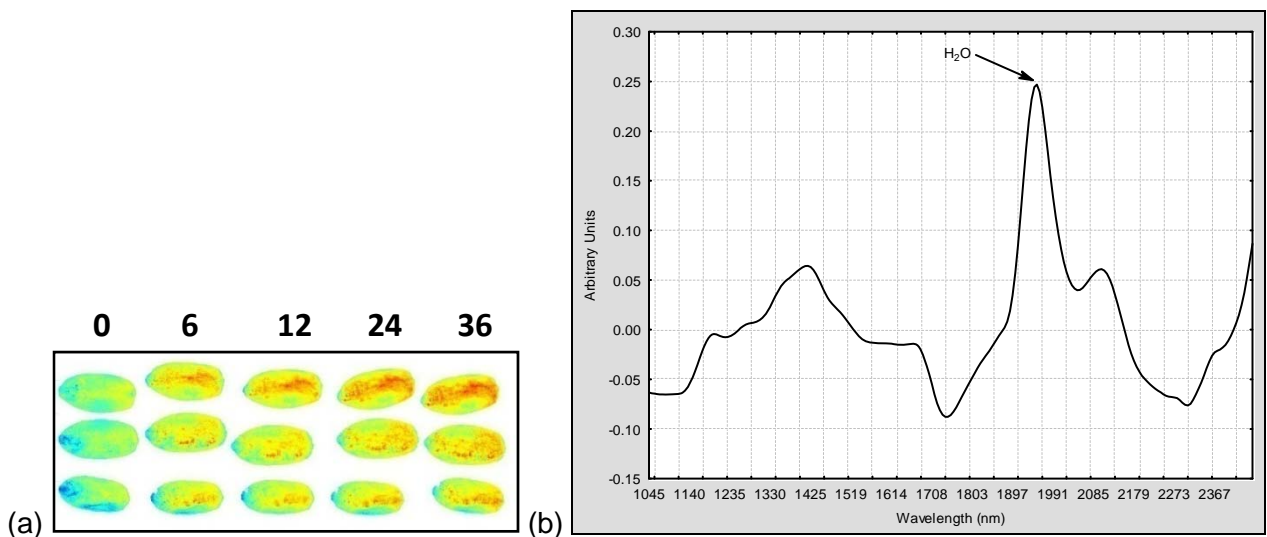 0 6 12 24 36
(a)
(b)
0.30
0.25
0.20
0.15
0.10
0.05
0.00
-0.05
-0.10
-0.15
Arbitrary Units
H₂O
1045 1140 1235 1330 1425 1519 1614 1708 1803 1897 1991 2085 2179 2273 2367
Wavelength (nm)